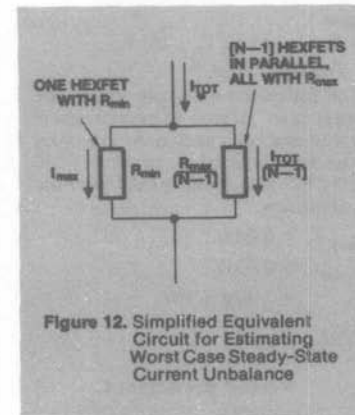 [N—1] HEXFETS
IN PARALLEL,
ALL WITH Rmax
ONE HEXFET
WITH Rmin
ITOT
Imax
Rmin
Rmax
(N—1)
ITOT
(N—1)
Figure 12. Simplified Equivalent
Circuit for Estimating
Worst Case Steady-State
Current Unbalance